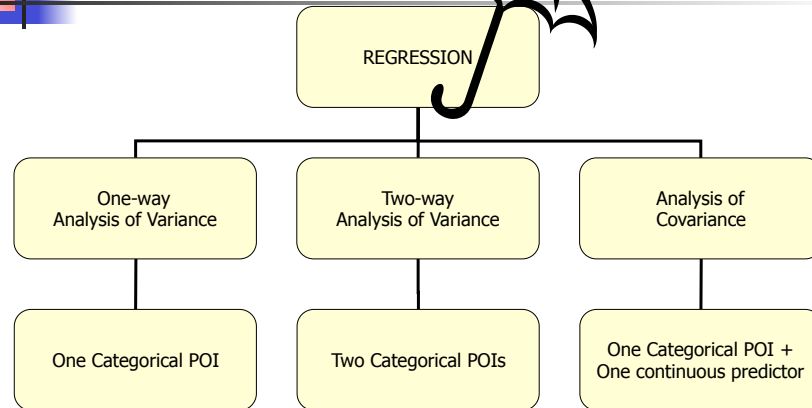 REGRESSION
One-way
Analysis of Variance
Two-way
Analysis of Variance
Analysis of
Covariance
One Categorical POI
Two Categorical POIs
One Categorical POI +
One continuous predictor